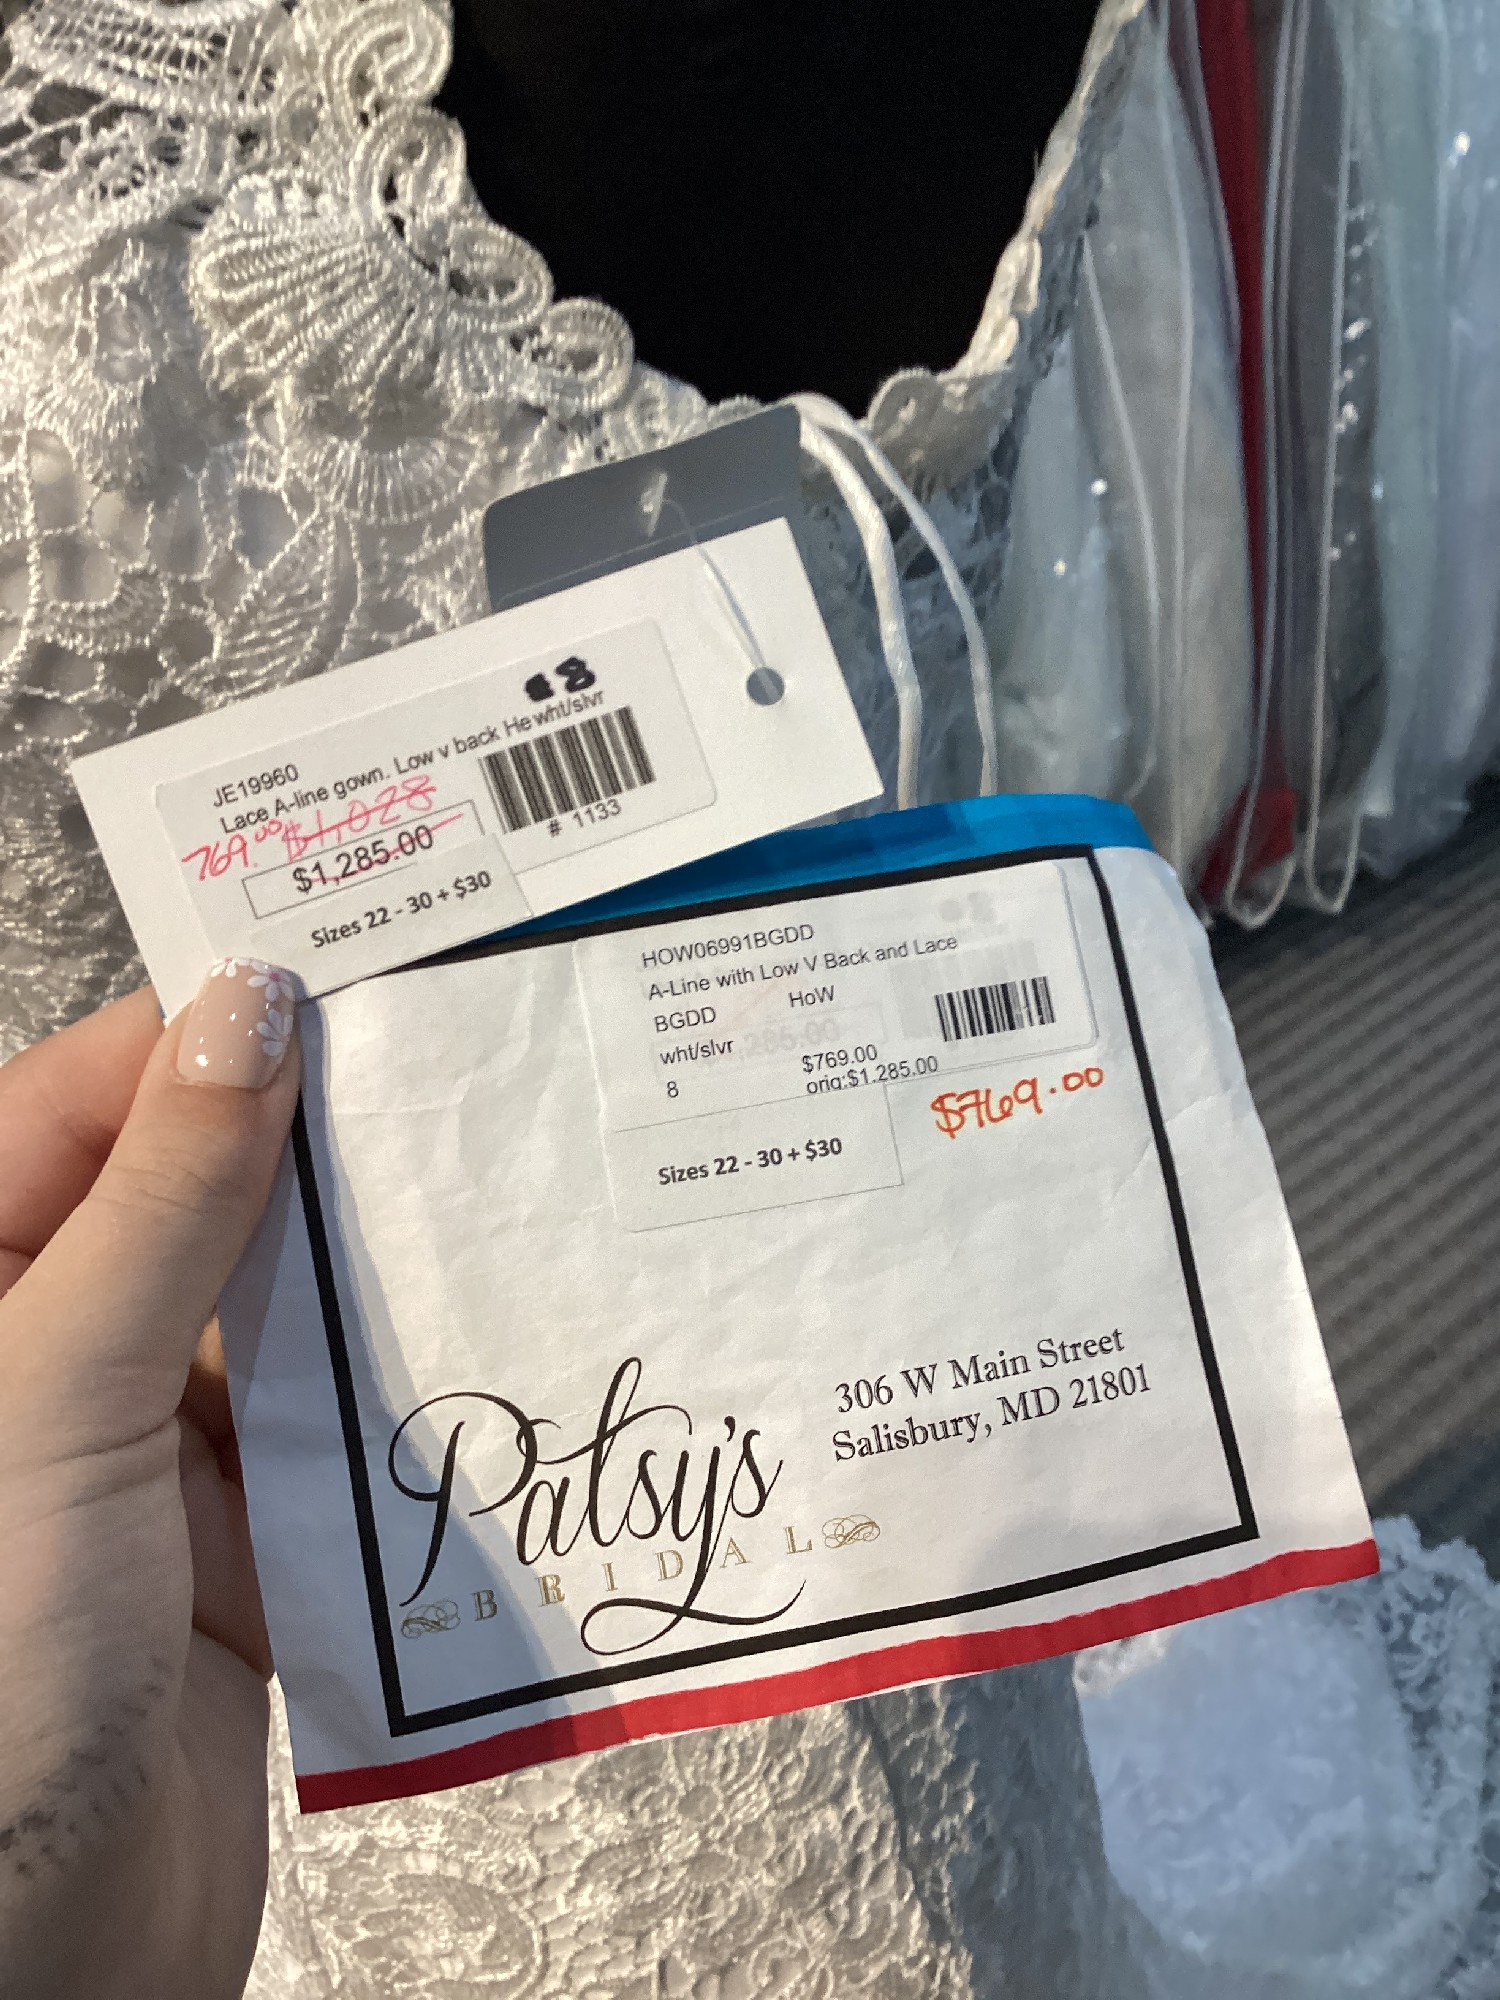 8
JE19960
Lace A-line gown. Low v back He wht/slvr
769.00 $1,028
$1,285.00
# 1133
Sizes 22 - 30 + $30
HOW06991BGDD
A-Line with Low V Back and Lace
BGDD HoW
wht/slvr
$769.00
8 orig:$1,285.00
$769.00
Sizes 22 - 30 + $30
306 W Main Street
Salisbury, MD 21801
Patsy's
BRIDAL